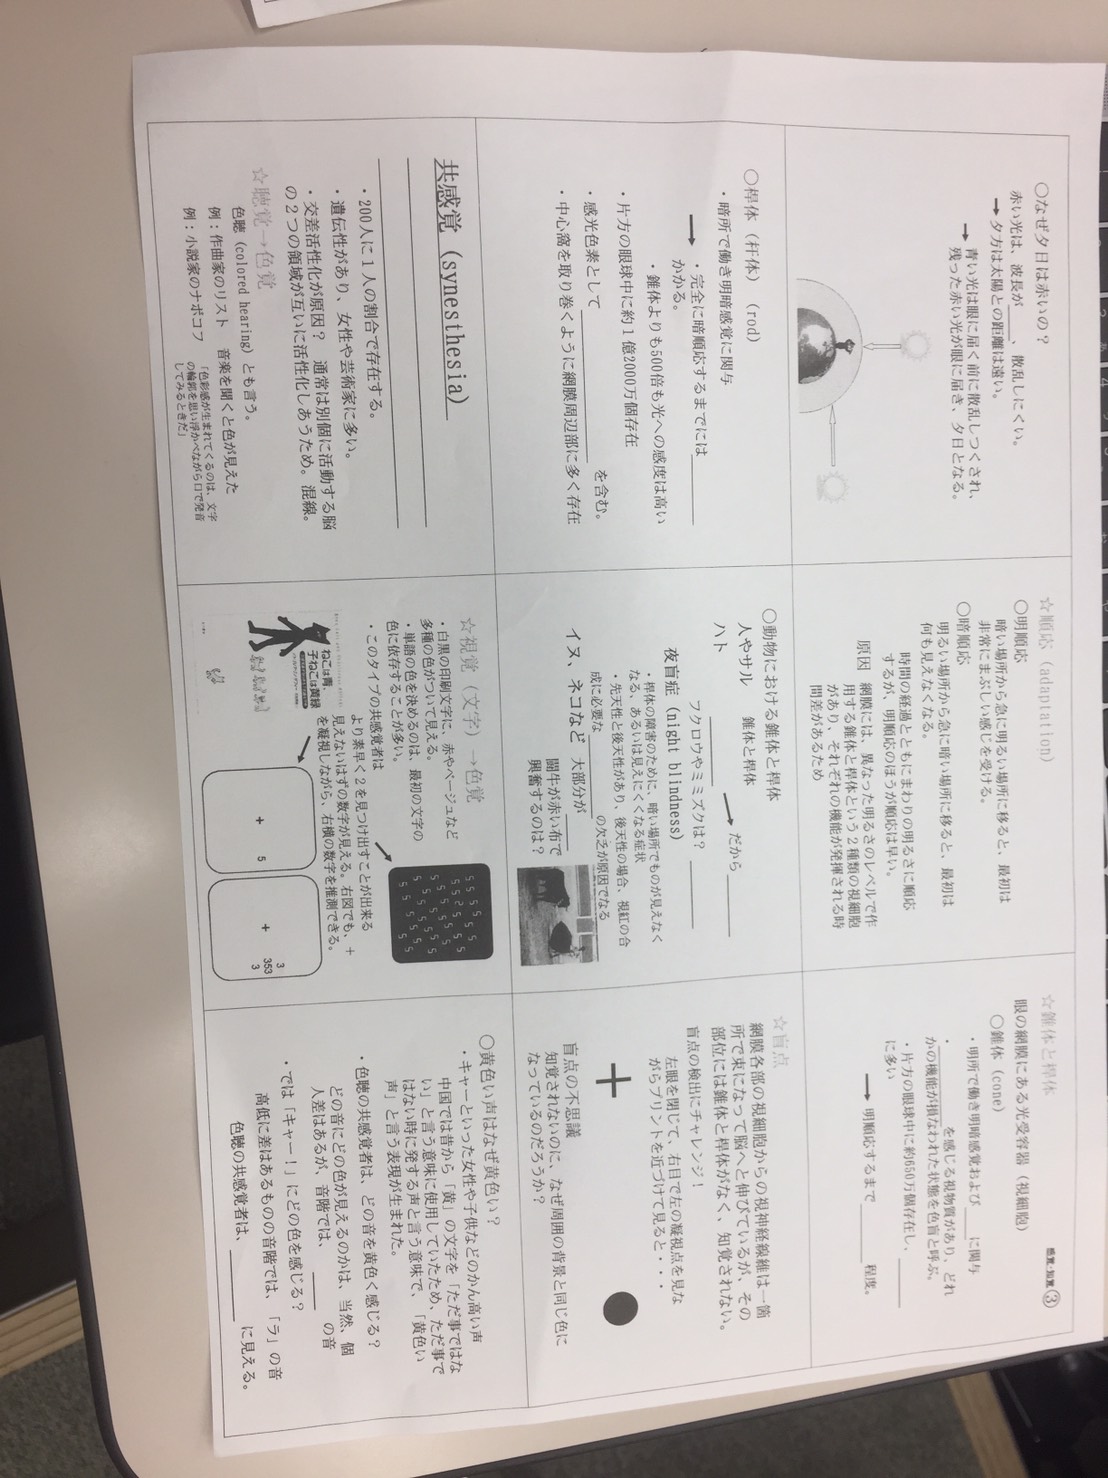 感覚・知覚③
○なぜ夕日は赤いの？
赤い光は、波長が＿＿＿、散乱しにくい。
→夕方は太陽との距離は遠い。
→青い光は眼に届く前に散乱しつくされ、
残った赤い光が眼に届き、夕日となる。
☆順応（adaptation）
○明順応
暗い場所から急に明るい場所に移ると、最初は
非常にまぶしい感じを受ける。
○暗順応
明るい場所から急に暗い場所に移ると、最初は
何も見えなくなる。
時間の経過とともにまわりの明るさに順応
するが、明順応のほうが順応は早い。
原因　網膜には、異なった明るさのレベルで作
用する錐体と桿体という２種類の視細胞
があり、それぞれの機能が発揮される時
間差があるため
☆錐体と桿体
眼の網膜にある光受容器（視細胞）
○錐体（cone）
・明所で働き明暗感覚および＿＿＿に関与
・＿＿＿を感じる視物質があり、どれ
かの機能が損なわれた状態を色盲と呼ぶ。
・片方の眼球中に約650万個存在し、＿＿＿
に多い
→明順応するまで＿＿＿程度。
○桿体（杆体）（rod）
・暗所で働き明暗感覚に関与
→・完全に暗順応するまでには＿＿＿
かかる。
・錐体よりも500倍も光への感度は高い
・片方の眼球中に約１億2000万個存在
・感光色素として＿＿＿を含む。
・中心窩を取り巻くように網膜周辺部に多く存在
○動物における錐体と桿体
人やサル　錐体と桿体
ハト　＿＿＿→だから＿＿＿
フクロウやミミズクは？＿＿＿
夜盲症（night blindness）
・桿体の障害のために、暗い場所でものが見えなく
なる、あるいは見えにくくなる症状
・先天性と後天性があり、後天性の場合、視紅の合
成に必要な＿＿＿の欠乏が原因でなる
イヌ、ネコなど　大部分が＿＿＿
闘牛が赤い布で
興奮するのは？
☆盲点
網膜各部の視細胞からの視神経線維は一箇
所で束になって脳へと伸びているが、その
部位には錐体と桿体がなく、知覚されない。
盲点の検出にチャレンジ！
左眼を閉じて、右目で左の凝視点を見な
がらプリントを近づけて見ると・・・
＋
盲点の不思議
知覚されないのに、なぜ周囲の背景と同じ色に
なっているのだろうか？
共感覚（synesthesia）
・200人に１人の割合で存在する。
・遺伝性があり、女性や芸術家に多い。
・交差活性化が原因？　通常は別個に活動する脳
の２つの領域が互いに活性化しあうため。混線。
☆聴覚→色覚
色聴（colored hearing）とも言う。
例：作曲家のリスト　音楽を聞くと色が見えた
例：小説家のナボコフ　「色彩感が生まれてくるのは、文字
の輪郭を思い浮かべながら口で発音
してみるときだ」
☆視覚（文字）→色覚
・白黒の印刷文字に、赤やベージュなど
多種の色がついて見える。
・単語の色を決めるのは、最初の文字の
色に依存することが多い。
・このタイプの共感覚者は
より素早く２を見つけ出すことが出来る
見えないはずの数字が見える。右図でも、＋
を凝視しながら、右横の数字を推測できる。
ねこは青、
子ねこは黄緑
+ 5
3
+ 353
3
○黄色い声はなぜ黄色い？
・キャーといった女性や子供などのかん高い声
中国では昔から「黄」の文字を「ただ事ではな
い」と言う意味に使用していたため、ただ事で
はない時に発する声と言う意味で、「黄色い
声」と言う表現が生まれた。
・色聴の共感覚者は、どの音を黄色く感じる？
どの音にどの色が見えるのかは、当然、個
人差はあるが、音階では、＿＿＿の音
・では「キャー！」にどの色を感じる？
高低に差はあるものの音階では、「ラ」の音
色聴の共感覚者は、＿＿＿に見える。